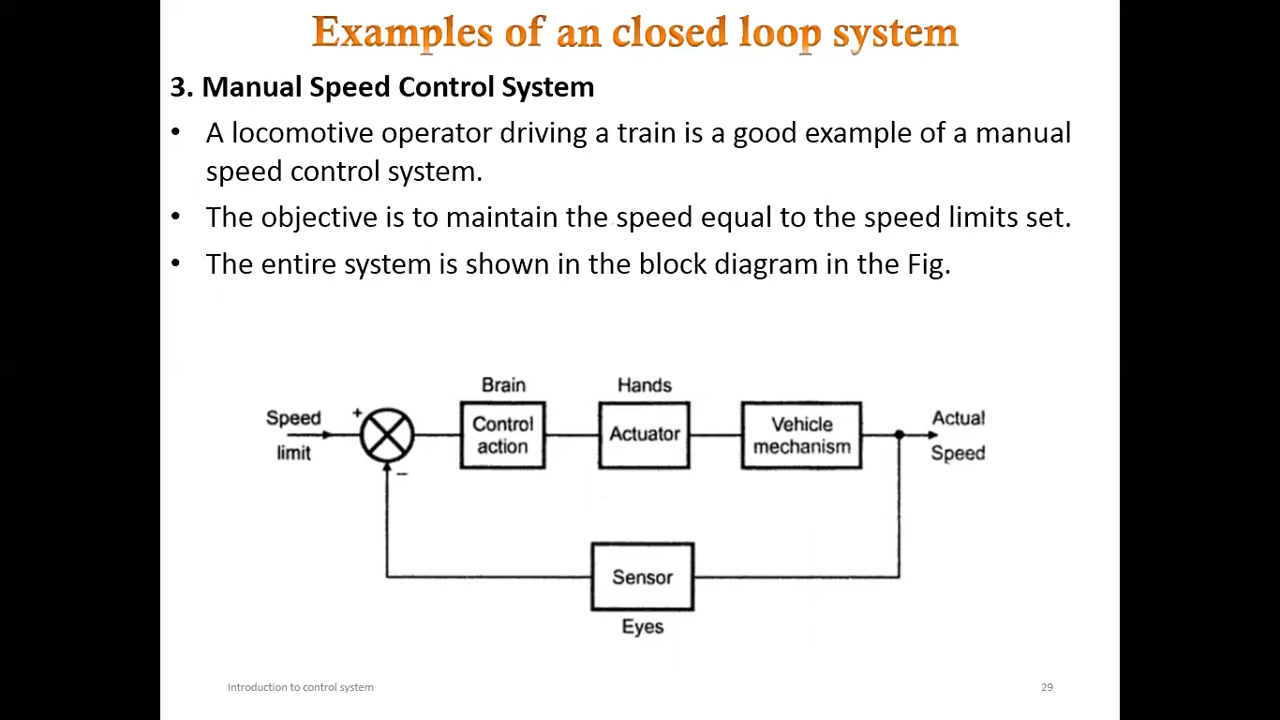 Examples of an closed loop system
3. Manual Speed Control System
• A locomotive operator driving a train is a good example of a manual
speed control system.
• The objective is to maintain the speed equal to the speed limits set.
• The entire system is shown in the block diagram in the Fig.
Brain
Hands
Speed
limit
+
−
Control
action
Actuator
Vehicle
mechanism
Actual
Speed
Sensor
Eyes
Introduction to control system
29